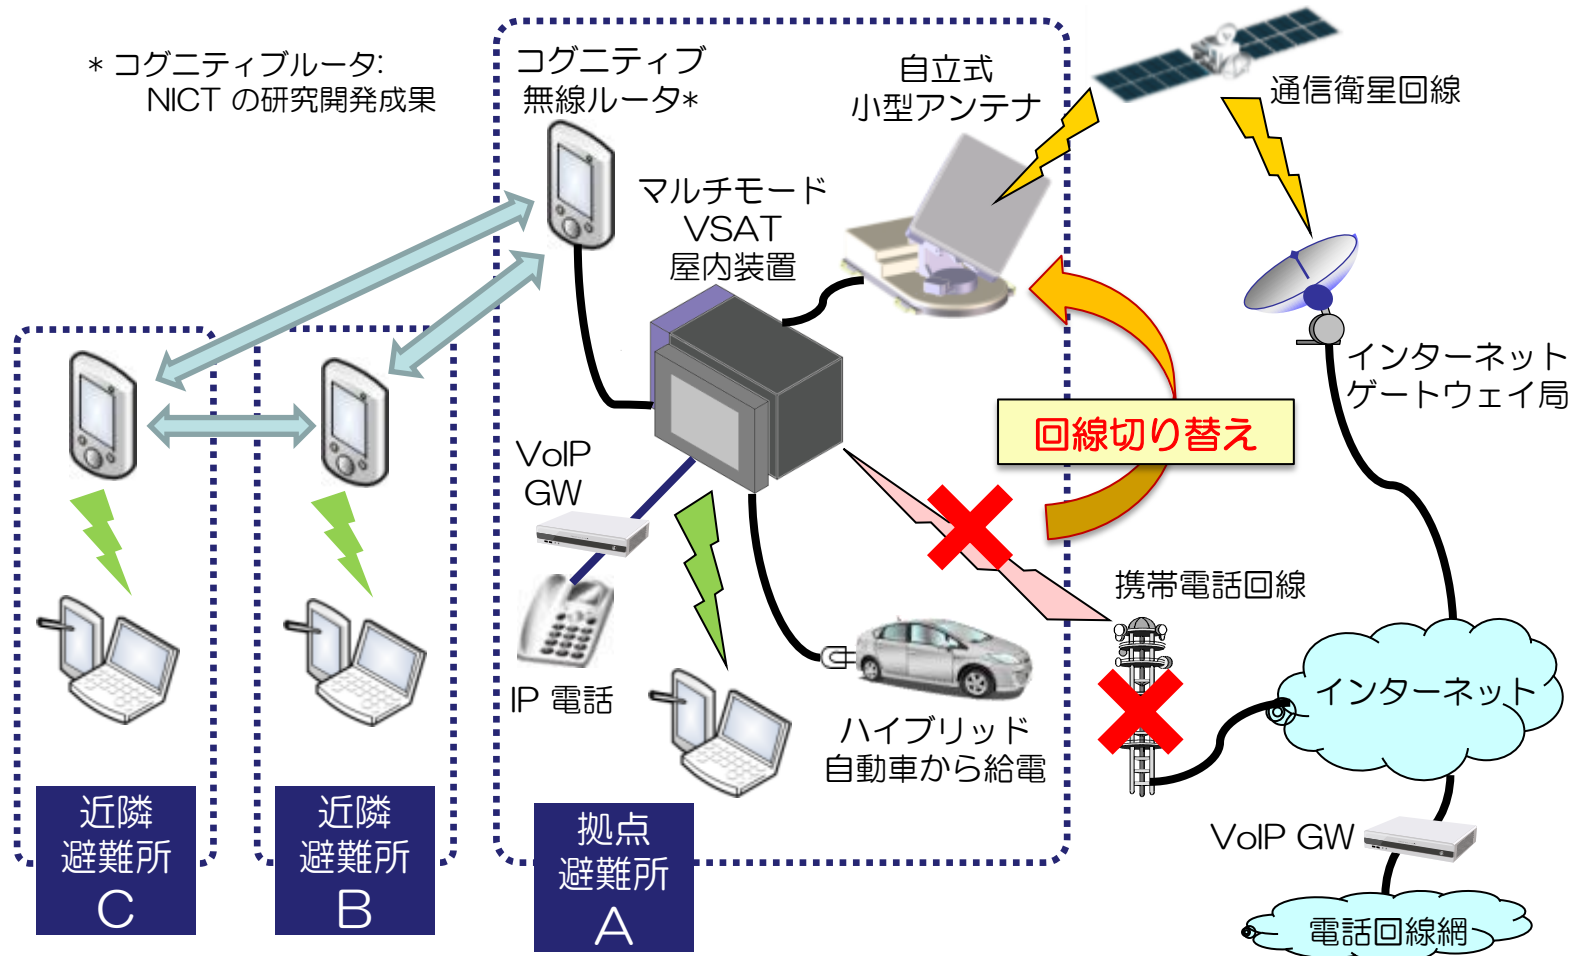 * コグニティブルータ:
NICT の研究開発成果
コグニティブ
無線ルータ*
自立式
小型アンテナ
通信衛星回線
マルチモード
VSAT
屋内装置
インターネット
ゲートウェイ局
回線切り替え
VoIP
GW
携帯電話回線
IP 電話
ハイブリッド
自動車から給電
インターネット
近隣
避難所
C
近隣
避難所
B
拠点
避難所
A
VoIP GW
電話回線網